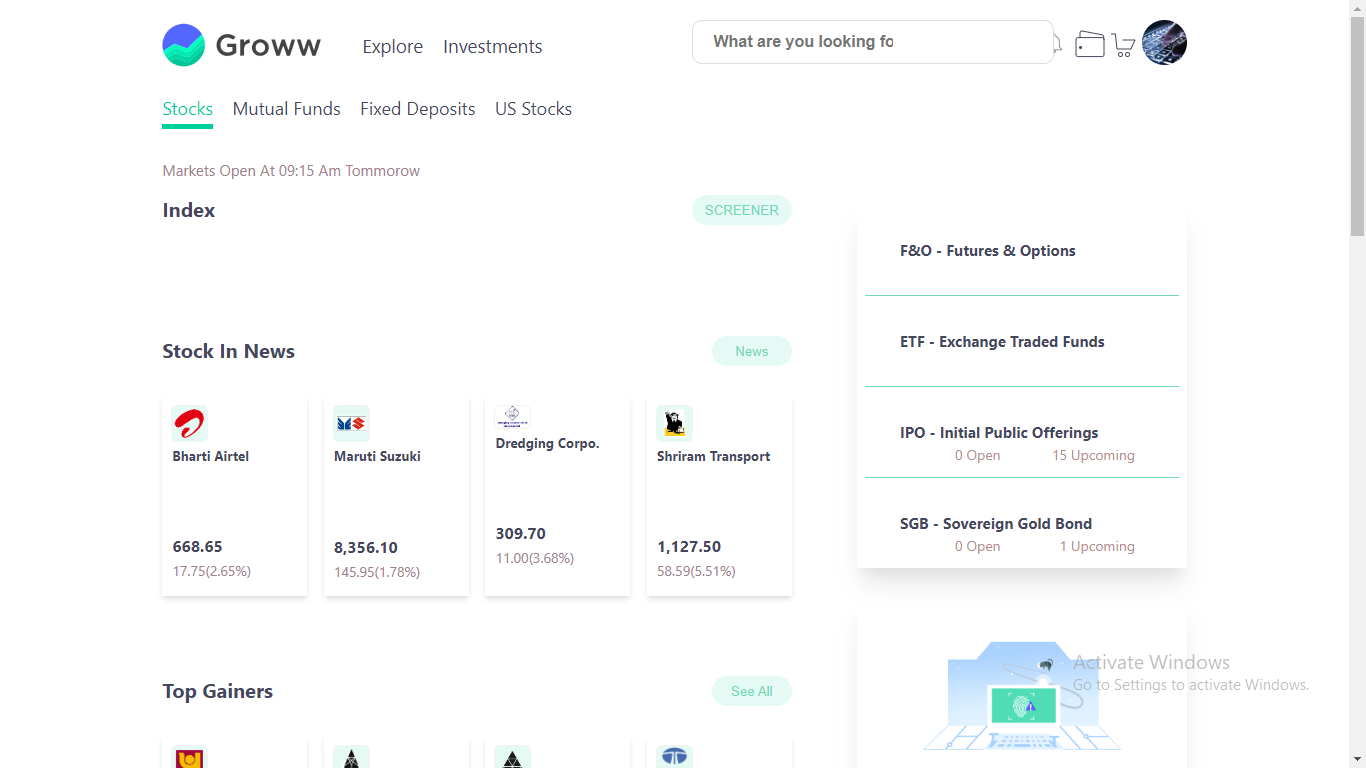 Groww
Explore
Investments
What are you looking fo
Stocks
Mutual Funds
Fixed Deposits
US Stocks
Markets Open At 09:15 Am Tommorow
Index
SCREENER
Stock In News
News
Bharti Airtel
668.65
17.75(2.65%)
Maruti Suzuki
8,356.10
145.95(1.78%)
Dredging Corpo.
309.70
11.00(3.68%)
Shriram Transport
1,127.50
58.59(5.51%)
Top Gainers
See All
F&O - Futures & Options
ETF - Exchange Traded Funds
IPO - Initial Public Offerings
0 Open
15 Upcoming
SGB - Sovereign Gold Bond
0 Open
1 Upcoming
Activate Windows
Go to Settings to activate Windows.